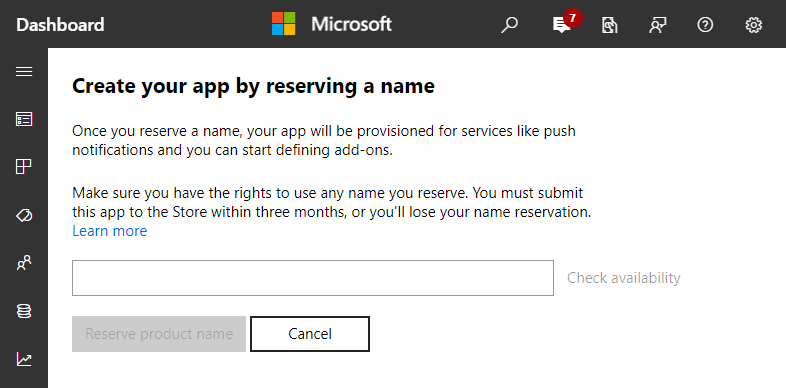 Dashboard
Microsoft
7
Create your app by reserving a name
Once you reserve a name, your app will be provisioned for services like push
notifications and you can start defining add-ons.
Make sure you have the rights to use any name you reserve. You must submit
this app to the Store within three months, or you'll lose your name reservation.
Learn more
Check availability
Reserve product name
Cancel